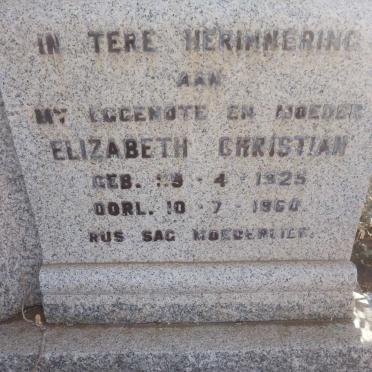 IN TERE HERINNERING
AAN
MY EGGENOTE EN MOEDER
ELIZABETH CHRISTIAN
GEB. 29 - 4 - 1925
OORL. 10 - 7 - 1960
RUS SAG MOEDERLIEF.